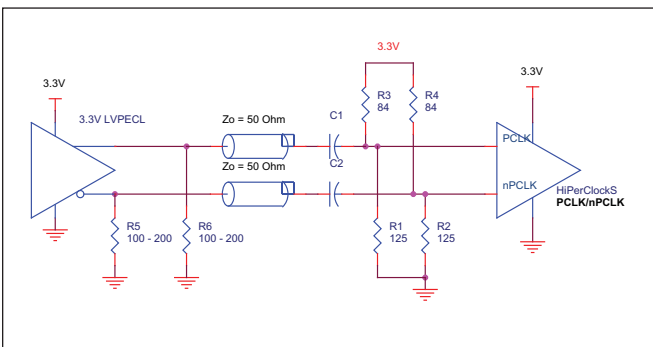 3.3V
3.3V
3.3V
3.3V LVPECL
Zo = 50 Ohm
C1
R3
84
R4
84
Zo = 50 Ohm
C2
PCLK
nPCLK
HiPerClockS
PCLK/nPCLK
R5
100 - 200
R6
100 - 200
R1
125
R2
125